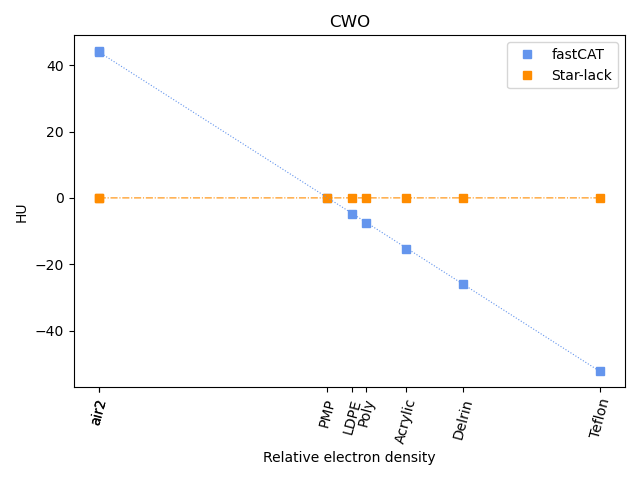 CWO
fastCAT
Star-lack
40
20
0
−20
−40
HU
air2
PMP
LDPE
Poly
Acrylic
Delrin
Teflon
Relative electron density